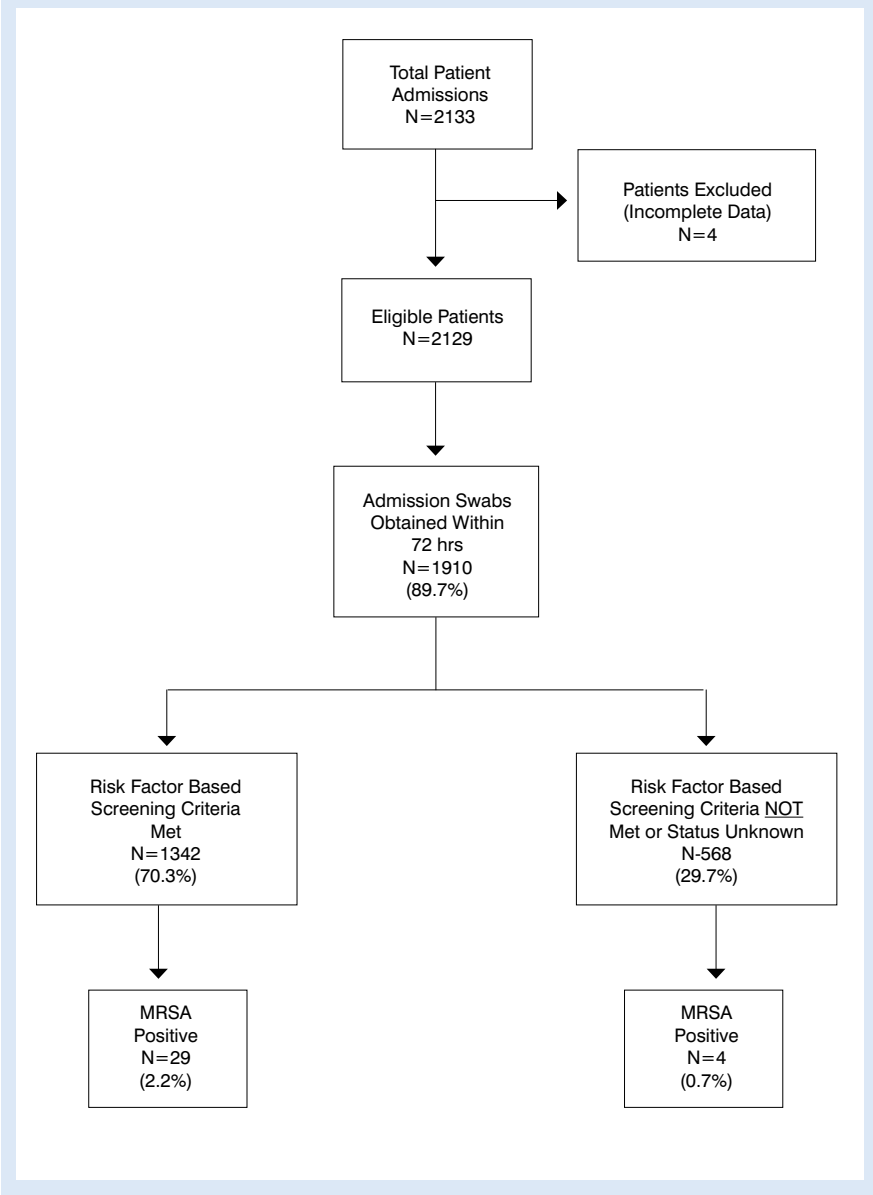 Total Patient
Admissions
N=2133
Patients Excluded
(Incomplete Data)
N=4
Eligible Patients
N=2129
Admission Swabs
Obtained Within
72 hrs
N=1910
(89.7%)
Risk Factor Based
Screening Criteria
Met
N=1342
(70.3%)
Risk Factor Based
Screening Criteria NOT
Met or Status Unknown
N-568
(29.7%)
MRSA
Positive
N=29
(2.2%)
MRSA
Positive
N=4
(0.7%)